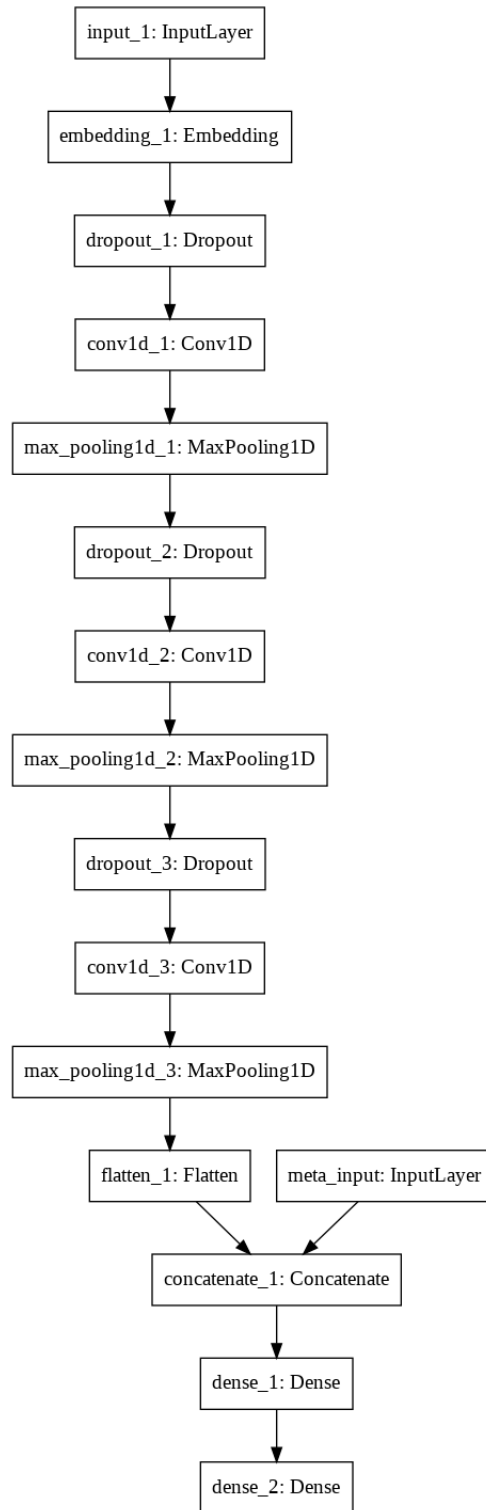 input_1: InputLayer
embedding_1: Embedding
dropout_1: Dropout
conv1d_1: Conv1D
max_pooling1d_1: MaxPooling1D
dropout_2: Dropout
conv1d_2: Conv1D
max_pooling1d_2: MaxPooling1D
dropout_3: Dropout
conv1d_3: Conv1D
max_pooling1d_3: MaxPooling1D
flatten_1: Flatten
meta_input: InputLayer
concatenate_1: Concatenate
dense_1: Dense
dense_2: Dense